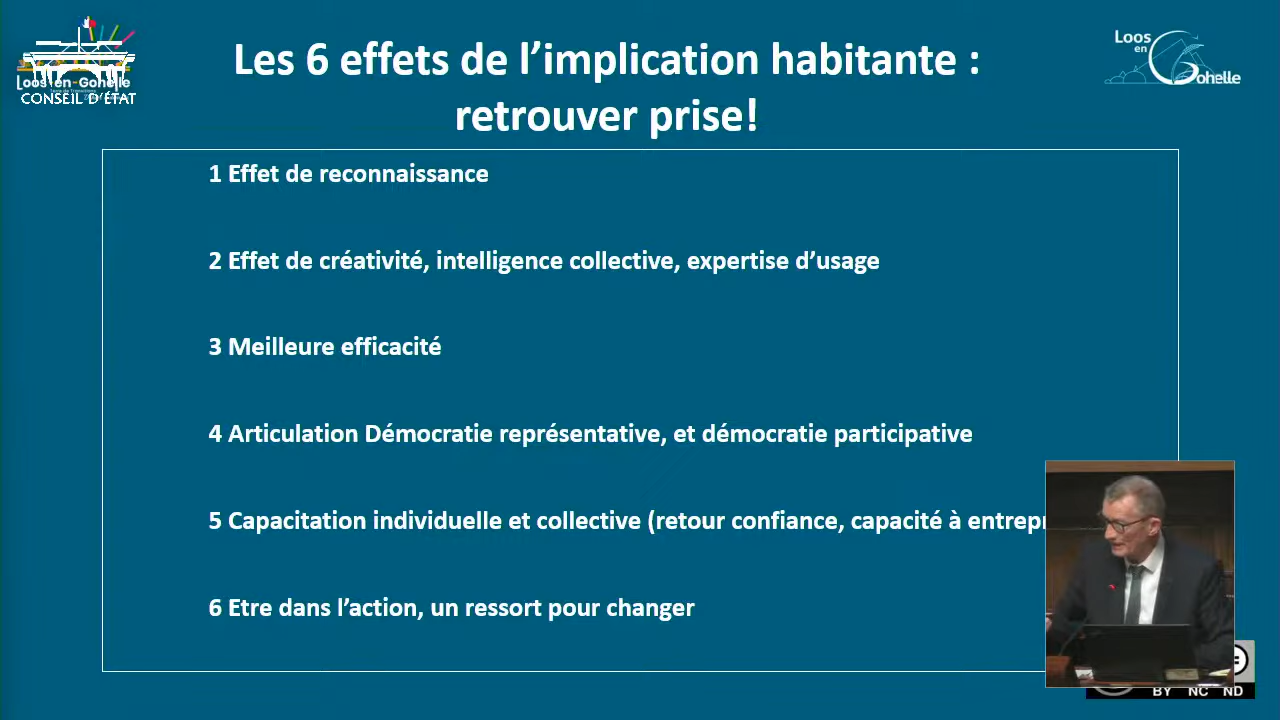 Les 6 effets de l’implication habitante :
retrouver prise!
Loos-en-Gohelle
CONSEIL D’ÉTAT
Loos
en
Gohelle
1 Effet de reconnaissance
2 Effet de créativité, intelligence collective, expertise d’usage
3 Meilleure efficacité
4 Articulation Démocratie représentative, et démocratie participative
5 Capacitation individuelle et collective (retour confiance, capacité à entrepr
6 Etre dans l’action, un ressort pour changer
BY NC ND